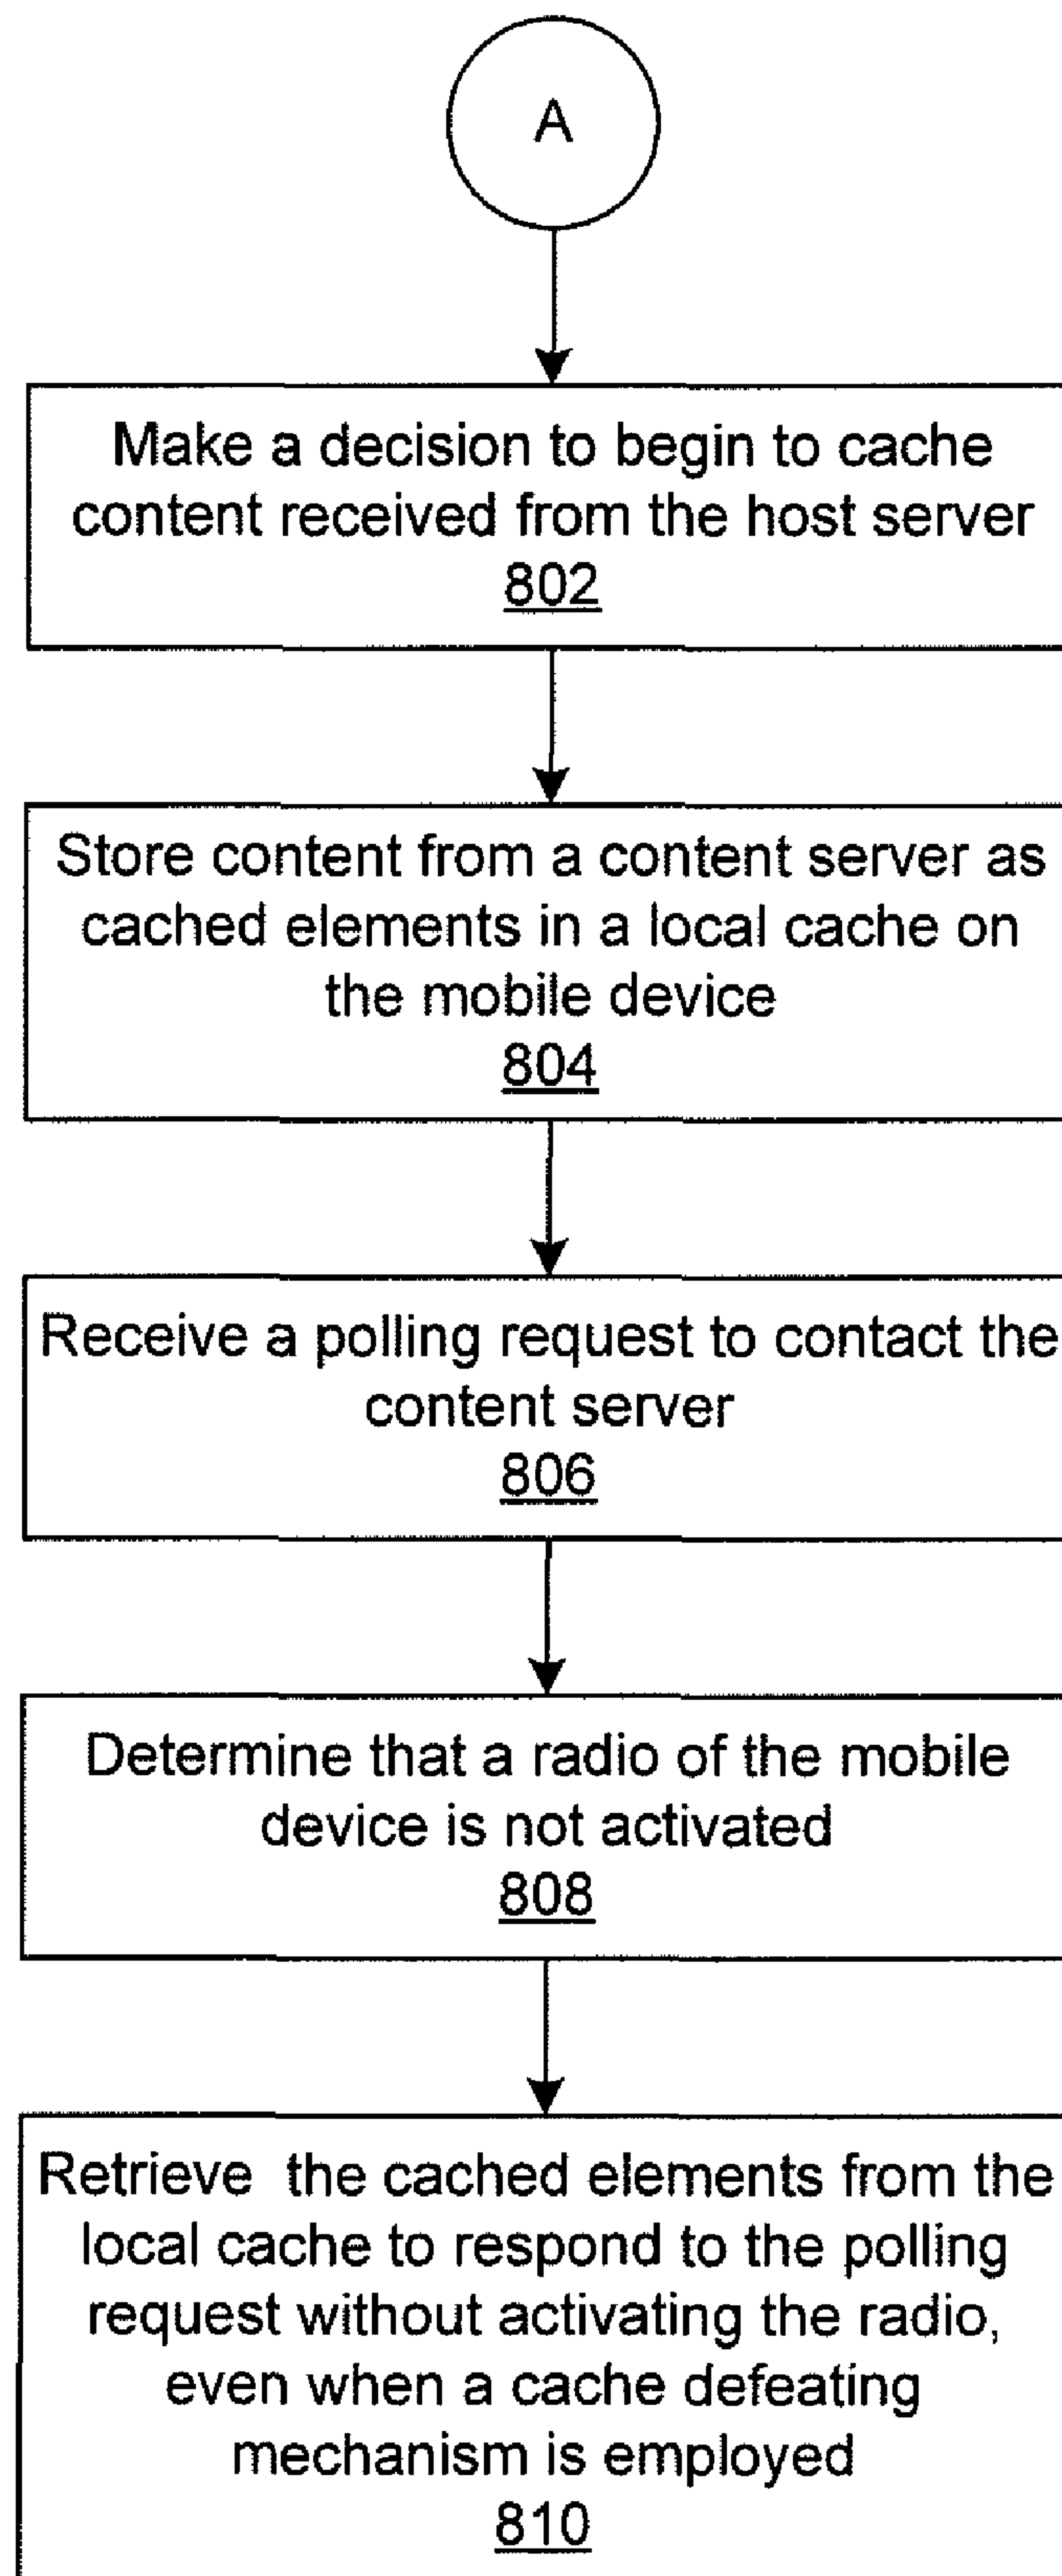 A
Make a decision to begin to cache
content received from the host server
802
Store content from a content server as
cached elements in a local cache on
the mobile device
804
Receive a polling request to contact the
content server
806
Determine that a radio of the mobile
device is not activated
808
Retrieve the cached elements from the
local cache to respond to the polling
request without activating the radio,
even when a cache defeating
mechanism is employed
810